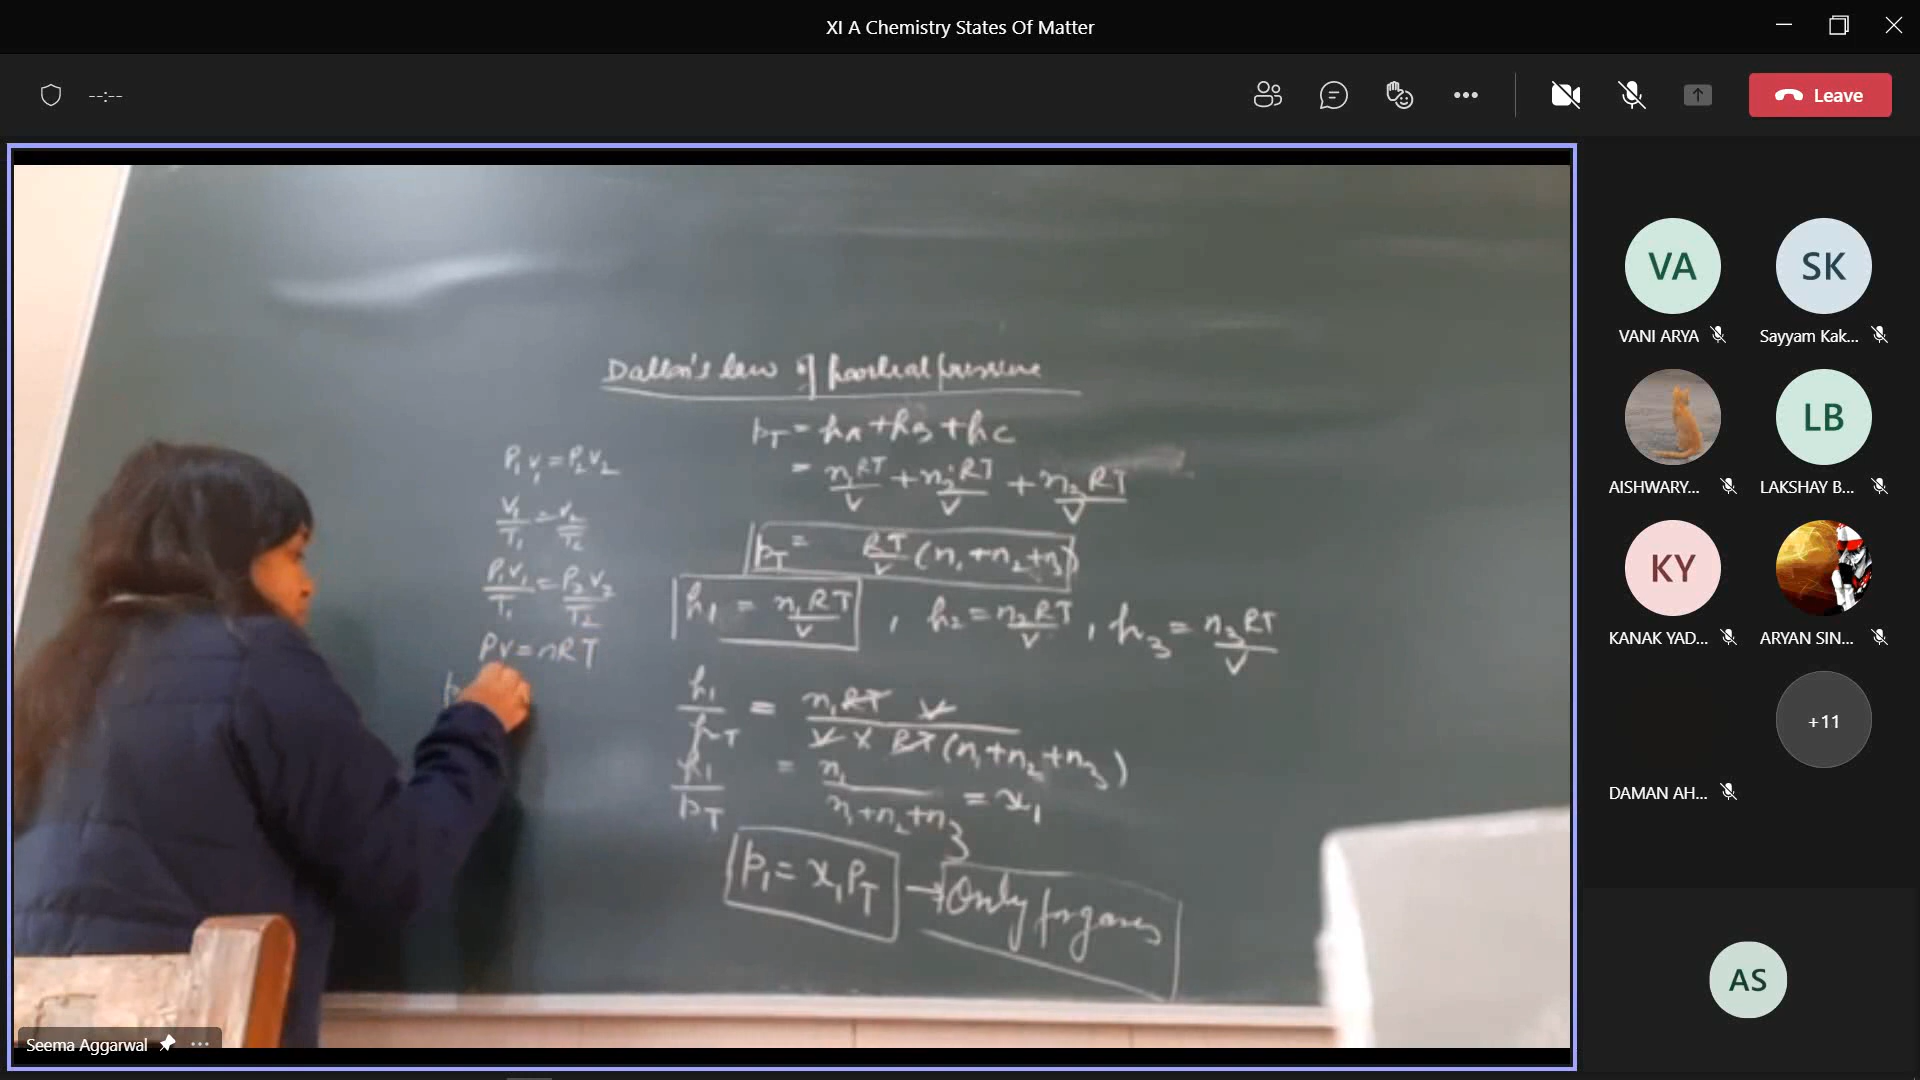 XI A Chemistry States Of Matter
--:--
Leave
Dalton's law of partial pressure
pT = pA + pB + pC
= n1RT/V + n2RT/V + n3RT/V
pT = RT/V (n1 + n2 + n3)
p1 = n1RT/V , p2 = n2RT/V , p3 = n3RT/V
p1/pT = n1RT V / V × RT (n1 + n2 + n3)
p1/pT = n1 / n1 + n2 + n3 = x1
p1 = x1PT → Only for gases
P1V1 = P2V2
V1/T1 = V2/T2
P1V1/T1 = P2V2/T2
PV = nRT
p
Seema Aggarwal
VA
VANI ARYA
SK
Sayyam Kak...
AISHWARY...
LB
LAKSHAY B...
KY
KANAK YAD...
ARYAN SIN...
DAMAN AH...
+11
AS